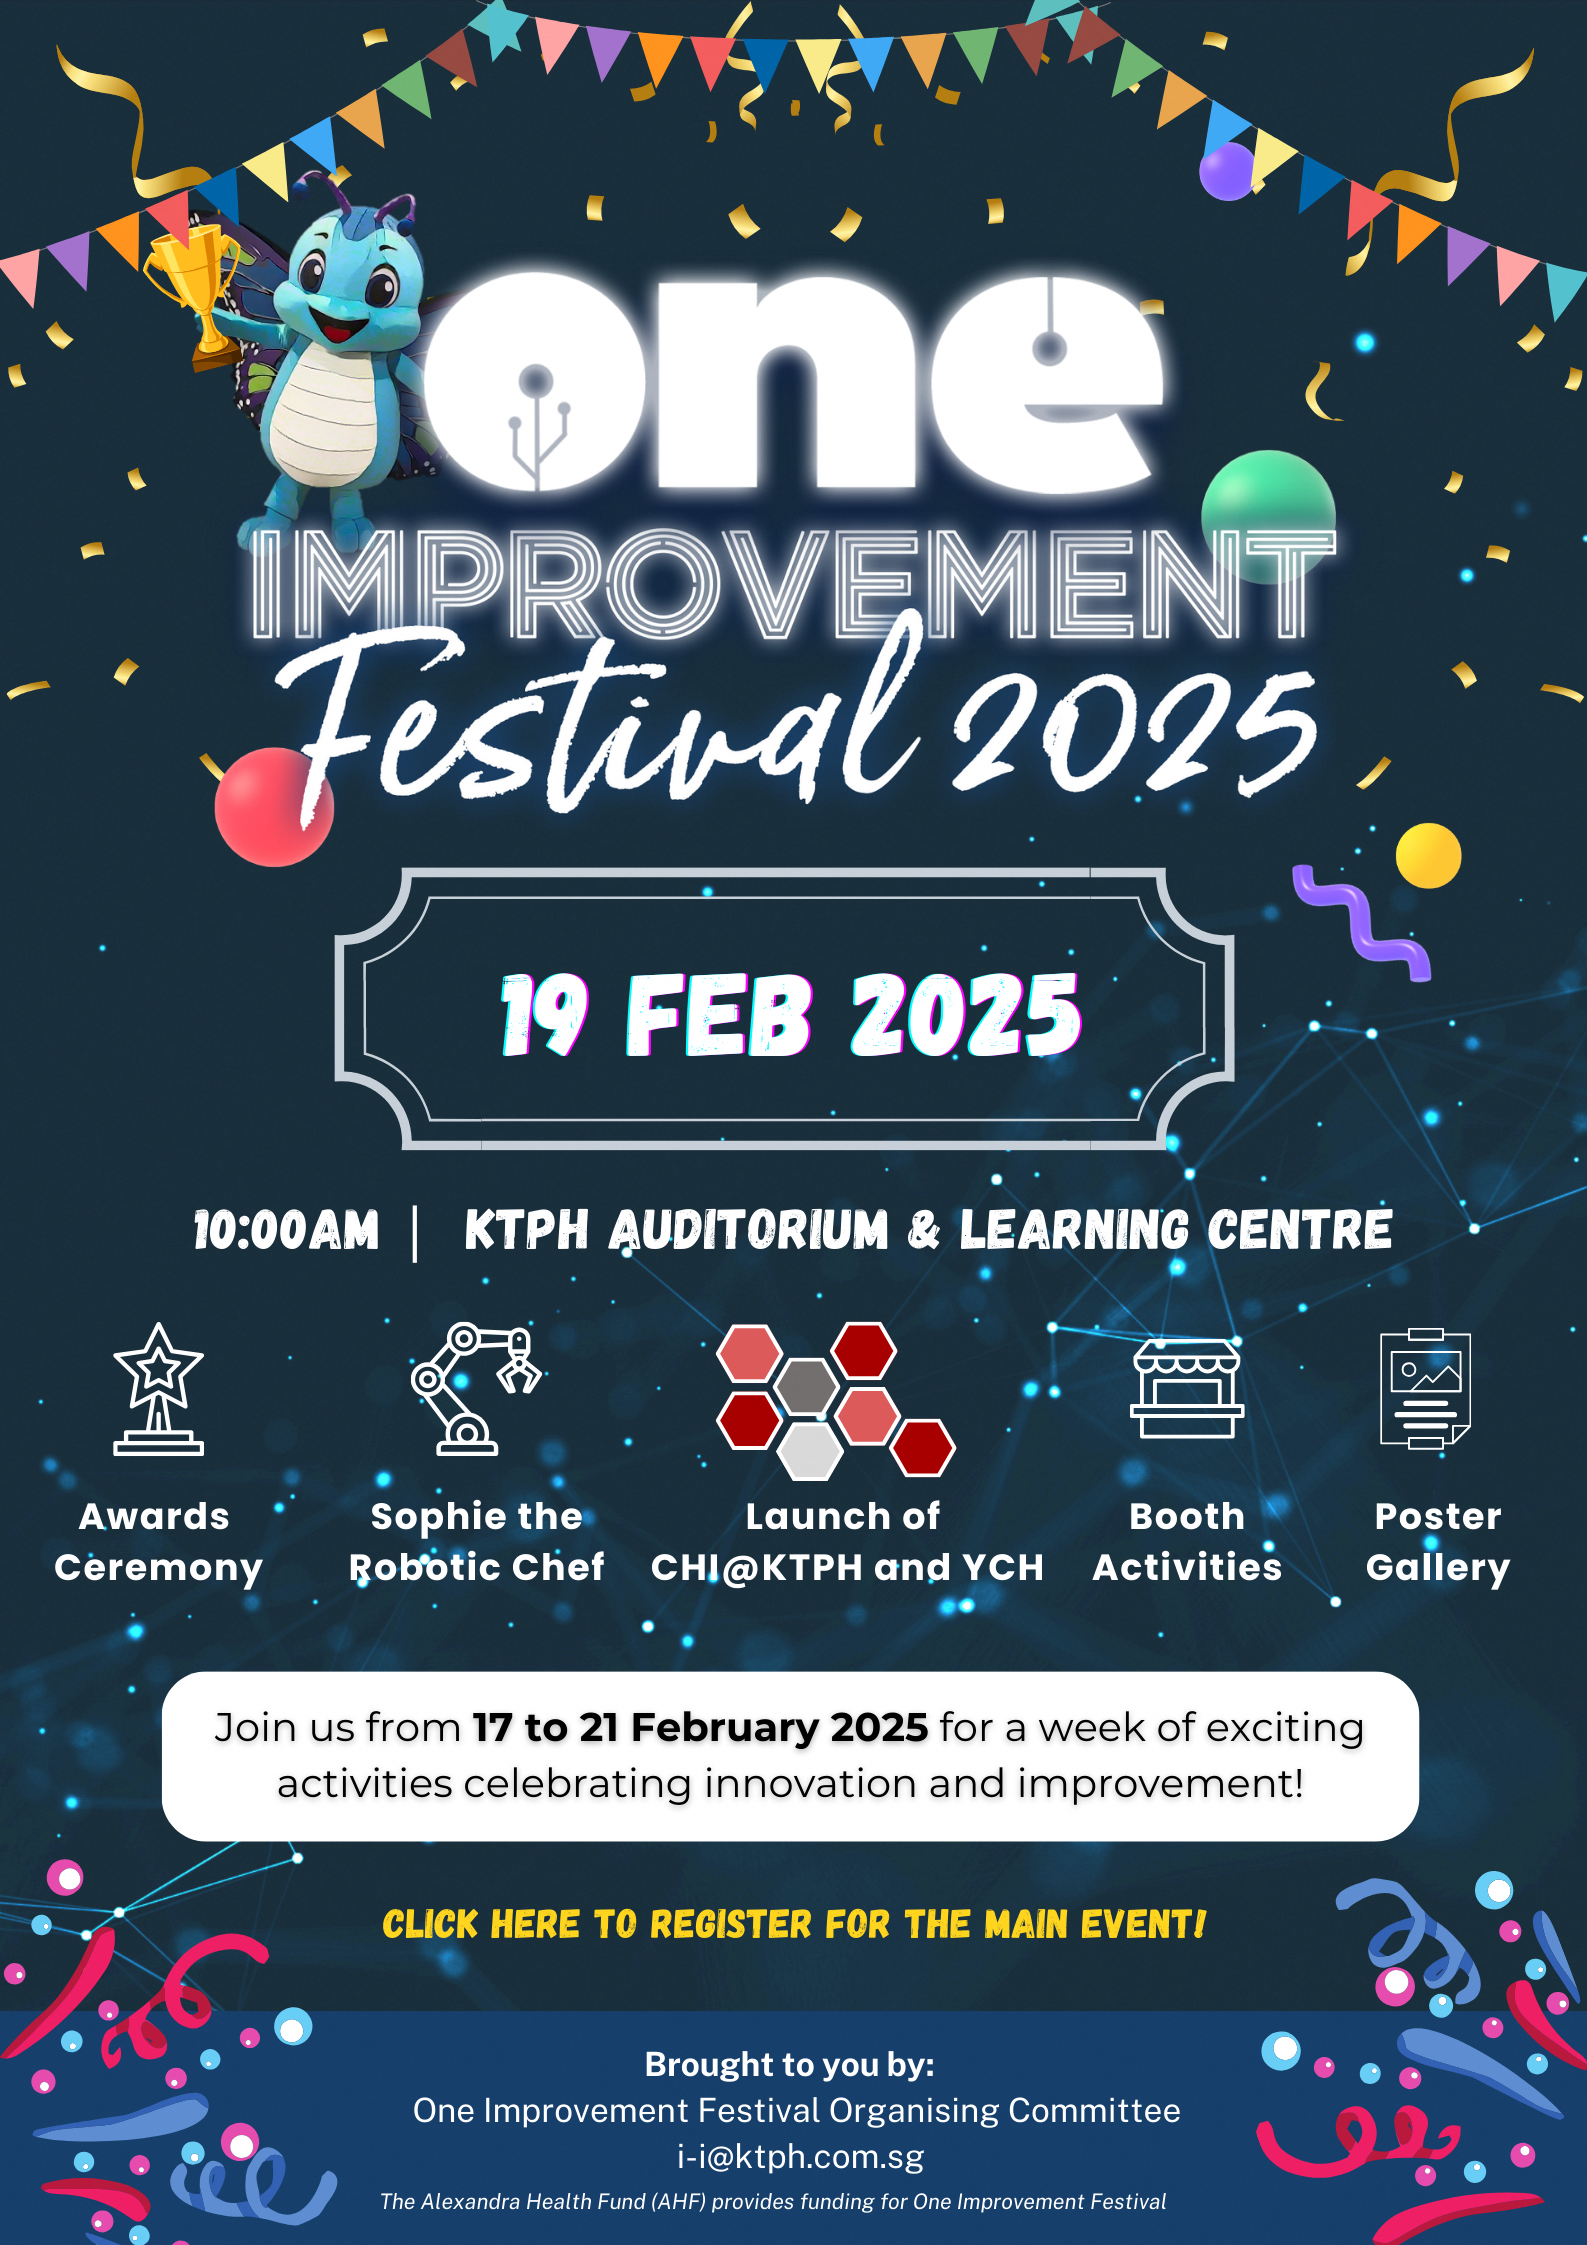 one
IMPROVEMENT
Festival 2025
19 FEB 2025
10:00AM | KTPH AUDITORIUM & LEARNING CENTRE
Awards
Ceremony
Sophie the
Robotic Chef
Launch of
CHI@KTPH and YCH
Booth
Activities
Poster
Gallery
Join us from 17 to 21 February 2025 for a week of exciting
activities celebrating innovation and improvement!
CLICK HERE TO REGISTER FOR THE MAIN EVENT!
Brought to you by:
One Improvement Festival Organising Committee
i-i@ktph.com.sg
The Alexandra Health Fund (AHF) provides funding for One Improvement Festival